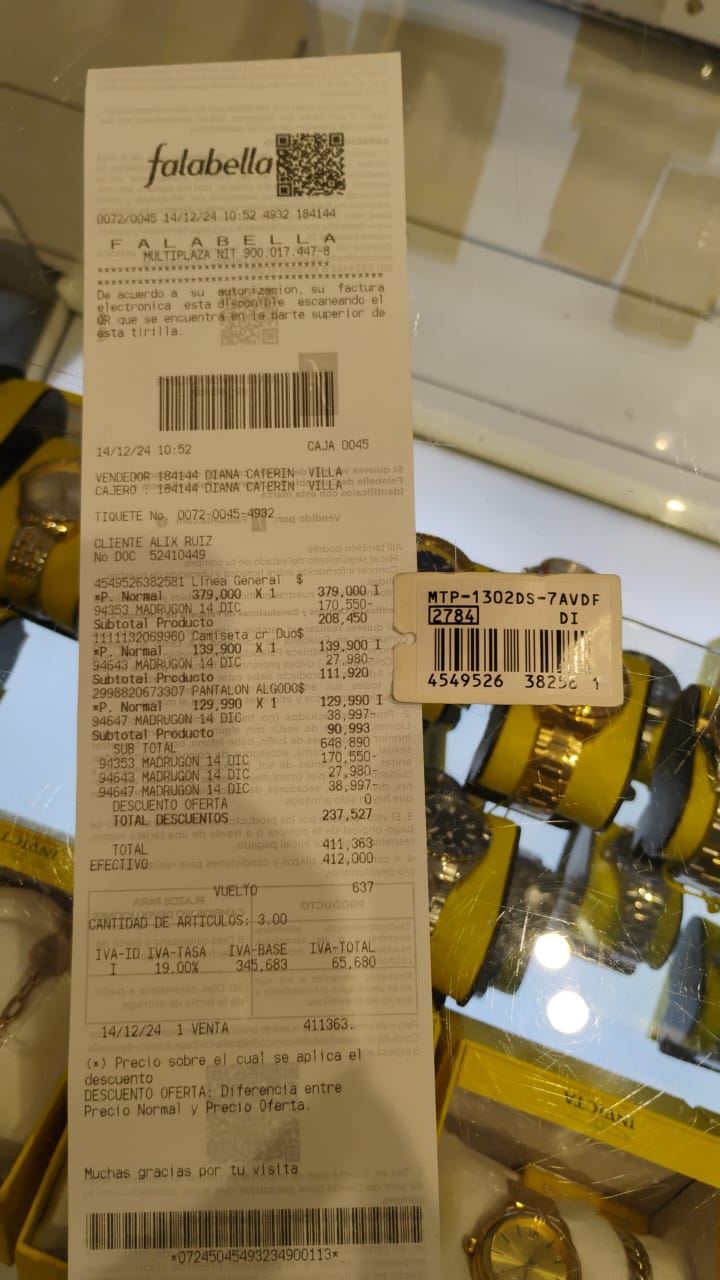 falabella
0072/0045 14/12/24 10:52 4932 184144
F A L A B E L L A
MULTIPLAZA NIT 900.017.447-8
************************************
****************************************
De acuerdo a su autorizacion, su factura
electronica esta disponible escaneando el
QR que se encuentra en la parte superior de
esta tirilla.
14/12/24 10:52 CAJA 0045
VENDEDOR 184144 DIANA CATERIN VILLA
CAJERO : 184144 DIANA CATERIN VILLA
TIQUETE No. 0072-0045-4932
CLIENTE ALIX RUIZ
No DOC 52410449
4549526382581 Linea General $
*P. Normal 379,000 X 1 379,000 I
94353 MADRUGON 14 DIC 170,550-
Subtotal Producto 208,450
1111132069960 Camiseta cr Duo$
*P. Normal 139,900 X 1 139,900 I
94643 MADRUGON 14 DIC 27,980-
Subtotal Producto 111,920
2998820673307 PANTALON ALGODO$
*P. Normal 129,990 X 1 129,990 I
94647 MADRUGON 14 DIC 38,997-
Subtotal Producto 90,993
SUB TOTAL 648,890
94353 MADRUGON 14 DIC 170,550-
94643 MADRUGON 14 DIC 27,980-
94647 MADRUGON 14 DIC 38,997-
DESCUENTO OFERTA 0
TOTAL DESCUENTOS 237,527
TOTAL 411,363
EFECTIVO 412,000
VUELTO 637
CANTIDAD DE ARTICULOS: 3.00
IVA-ID IVA-TASA IVA-BASE IVA-TOTAL
I 19.00% 345,683 65,680
14/12/24 1 VENTA 411363.
(*) Precio sobre el cual se aplica el
descuento
DESCUENTO OFERTA: Diferencia entre
Precio Normal y Precio Oferta.
Muchas gracias por tu visita
*07245045493234900113*
MTP-1302DS-7AVDF
2784 DI
4549526 38258 1
INVICTA
INVICTA